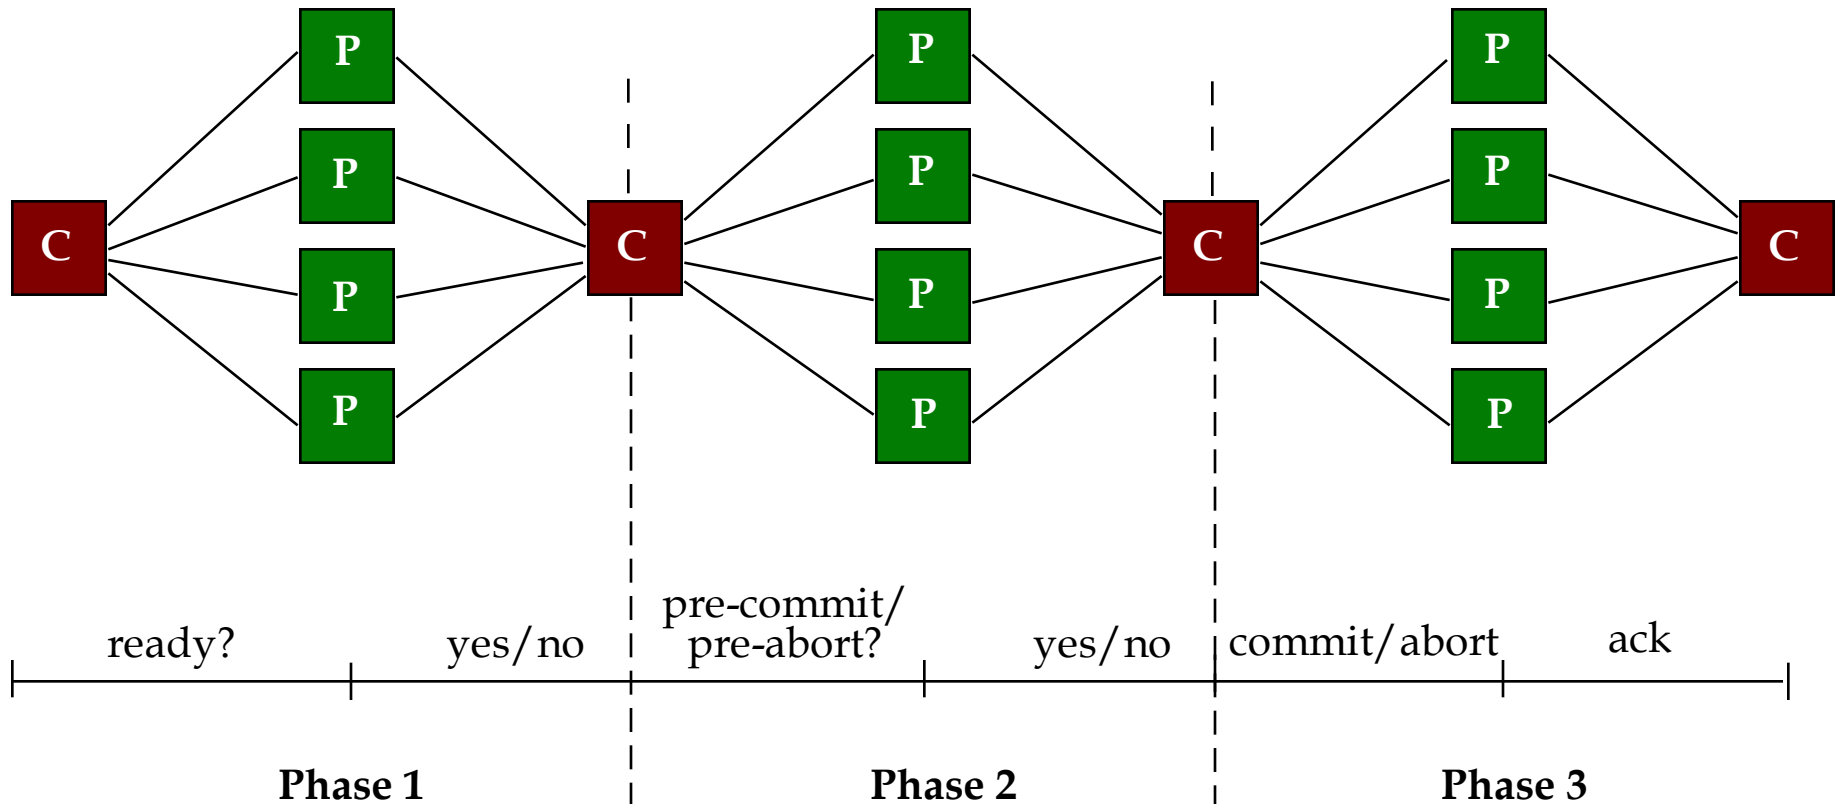 P P P
P P P
C C C C
P P P
P P P
pre-commit/
ready? yes/no pre-abort? yes/no commit/abort ack
Phase 1 Phase 2 Phase 3